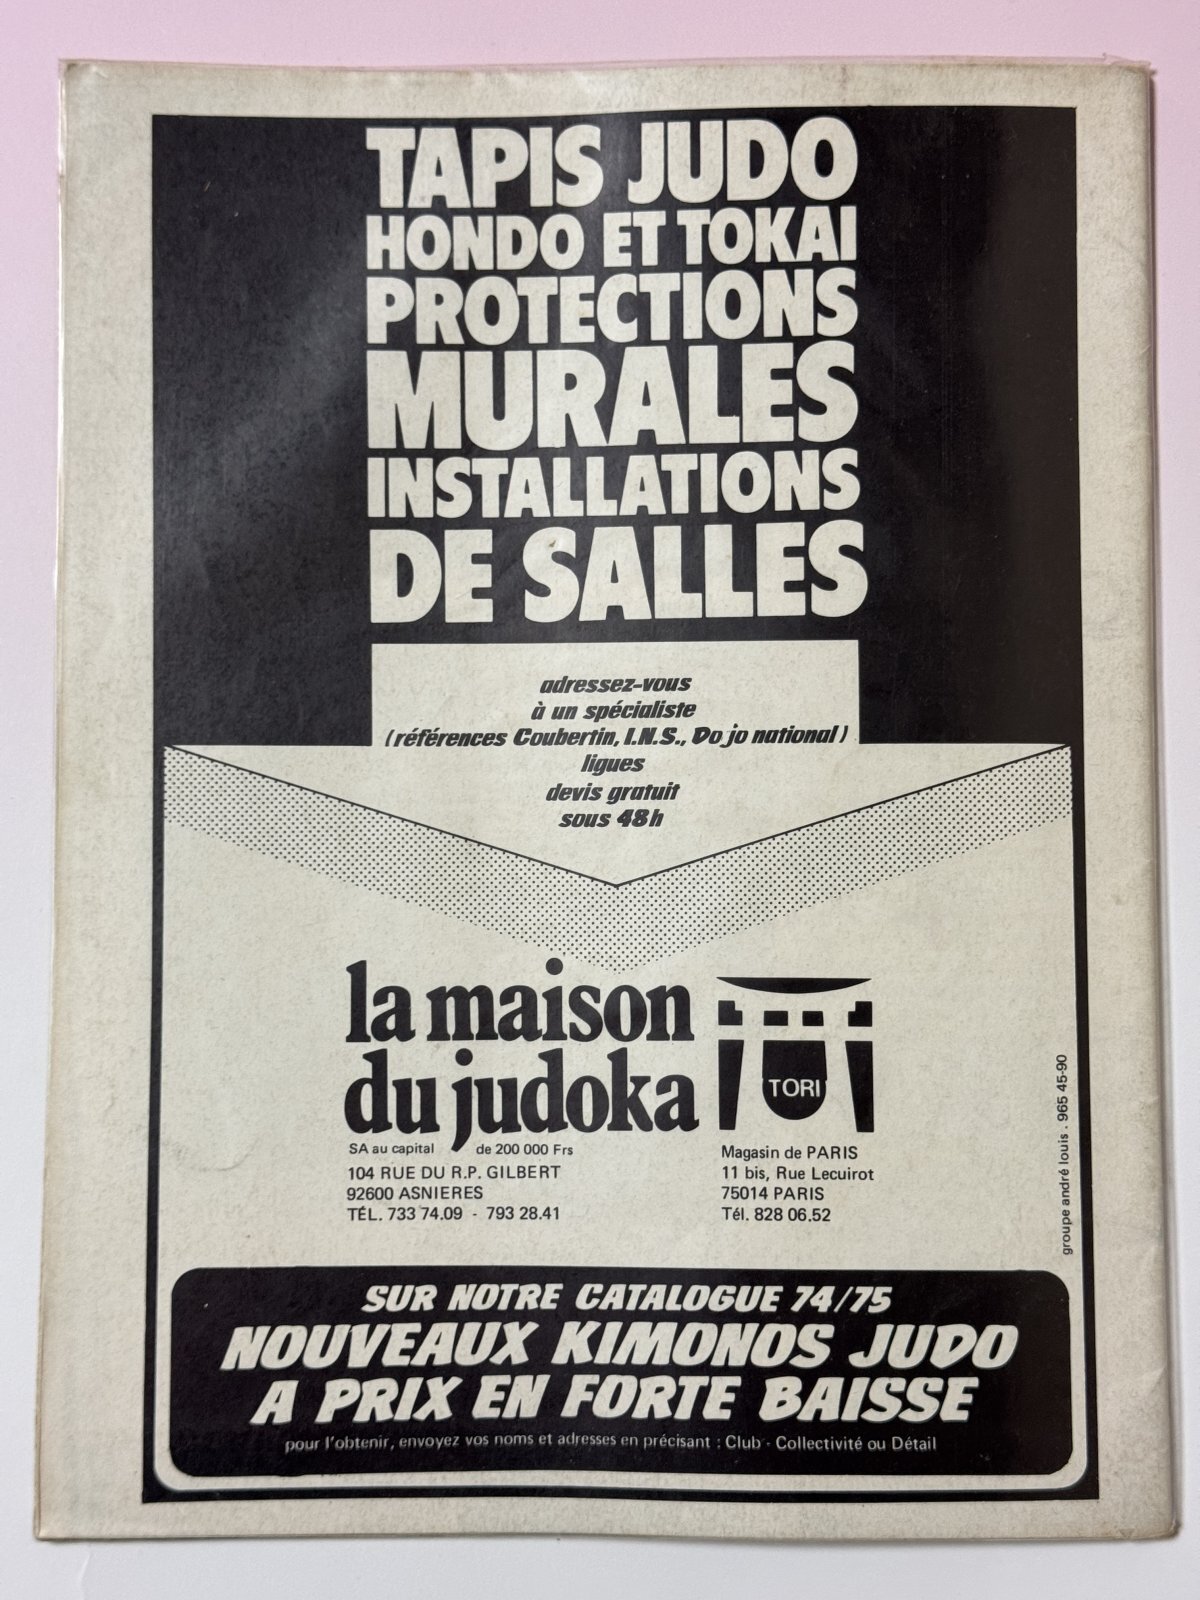 TAPIS JUDO
HONDO ET TOKAI
PROTECTIONS
MURALES
INSTALLATIONS
DE SALLES
adressez-vous
à un spécialiste
(références Coubertin, I.N.S., Do jo national)
ligues
devis gratuit
sous 48h
la maison
du judoka
TORI
SA au capital de 200 000 Frs
104 RUE DU R.P. GILBERT
92600 ASNIERES
TÉL. 733 74.09 - 793 28.41
Magasin de PARIS
11 bis, Rue Lecuirot
75014 PARIS
Tél. 828 06.52
groupe andré louis . 965 45-90
SUR NOTRE CATALOGUE 74/75
NOUVEAUX KIMONOS JUDO
A PRIX EN FORTE BAISSE
pour l'obtenir, envoyez vos noms et adresses en précisant : Club - Collectivité ou Détail